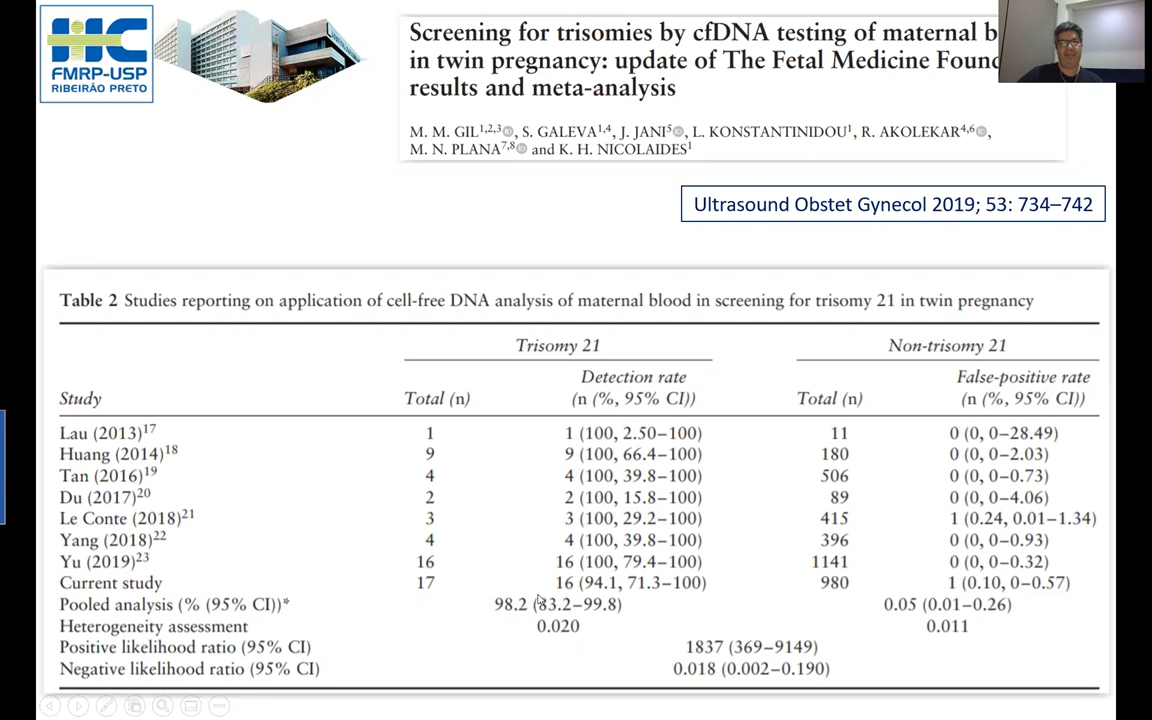 HC
FMRP-USP
RIBEIRÃO PRETO
Screening for trisomies by cfDNA testing of maternal b
in twin pregnancy: update of The Fetal Medicine Found
results and meta-analysis
M. M. GIL1,2,3, S. GALEVA1,4, J. JANI5, L. KONSTANTINIDOU1, R. AKOLEKAR4,6,
M. N. PLANA7,8 and K. H. NICOLAIDES1
Ultrasound Obstet Gynecol 2019; 53: 734–742
Table 2 Studies reporting on application of cell-free DNA analysis of maternal blood in screening for trisomy 21 in twin pregnancy
Trisomy 21 Non-trisomy 21
Detection rate False-positive rate
Study Total (n) (n (%, 95% CI)) Total (n) (n (%, 95% CI))
Lau (2013)17 1 1 (100, 2.50–100) 11 0 (0, 0–28.49)
Huang (2014)18 9 9 (100, 66.4–100) 180 0 (0, 0–2.03)
Tan (2016)19 4 4 (100, 39.8–100) 506 0 (0, 0–0.73)
Du (2017)20 2 2 (100, 15.8–100) 89 0 (0, 0–4.06)
Le Conte (2018)21 3 3 (100, 29.2–100) 415 1 (0.24, 0.01–1.34)
Yang (2018)22 4 4 (100, 39.8–100) 396 0 (0, 0–0.93)
Yu (2019)23 16 16 (100, 79.4–100) 1141 0 (0, 0–0.32)
Current study 17 16 (94.1, 71.3–100) 980 1 (0.10, 0–0.57)
Pooled analysis (% (95% CI))* 98.2 (83.2–99.8) 0.05 (0.01–0.26)
Heterogeneity assessment 0.020 0.011
Positive likelihood ratio (95% CI) 1837 (369–9149)
Negative likelihood ratio (95% CI) 0.018 (0.002–0.190)